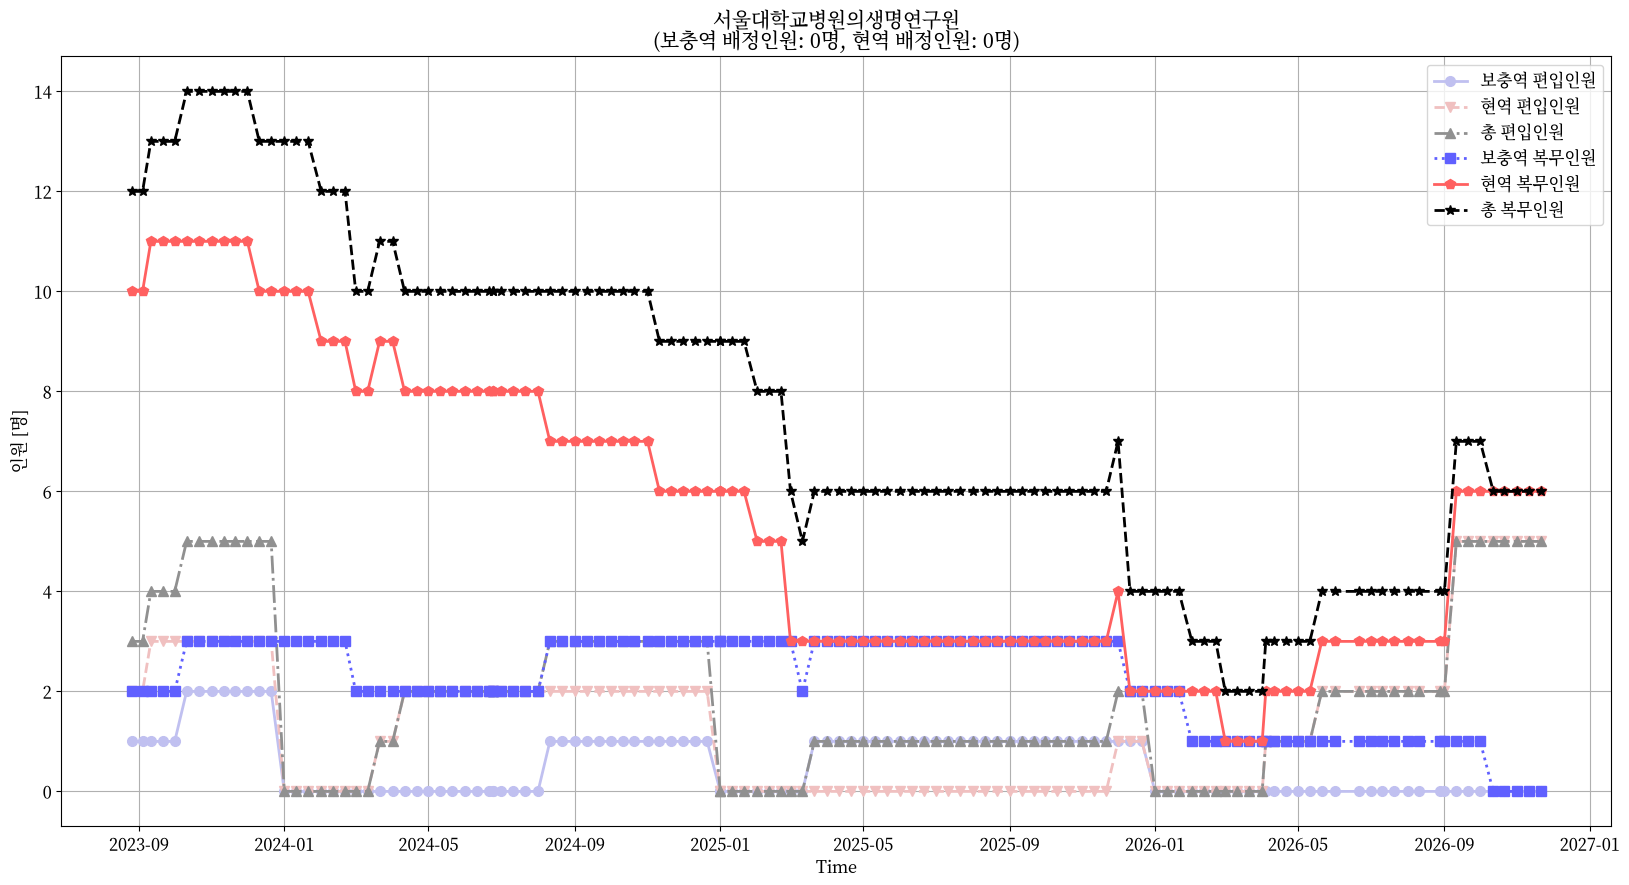 서울대학교병원의생명연구원
(보충역 배정인원: 0명, 현역 배정인원: 0명)
보충역 편입인원
현역 편입인원
총 편입인원
보충역 복무인원
현역 복무인원
총 복무인원
인원 [명]
14
12
10
8
6
4
2
0
2023-09
2024-01
2024-05
2024-09
2025-01
2025-05
2025-09
2026-01
2026-05
2026-09
2027-01
Time